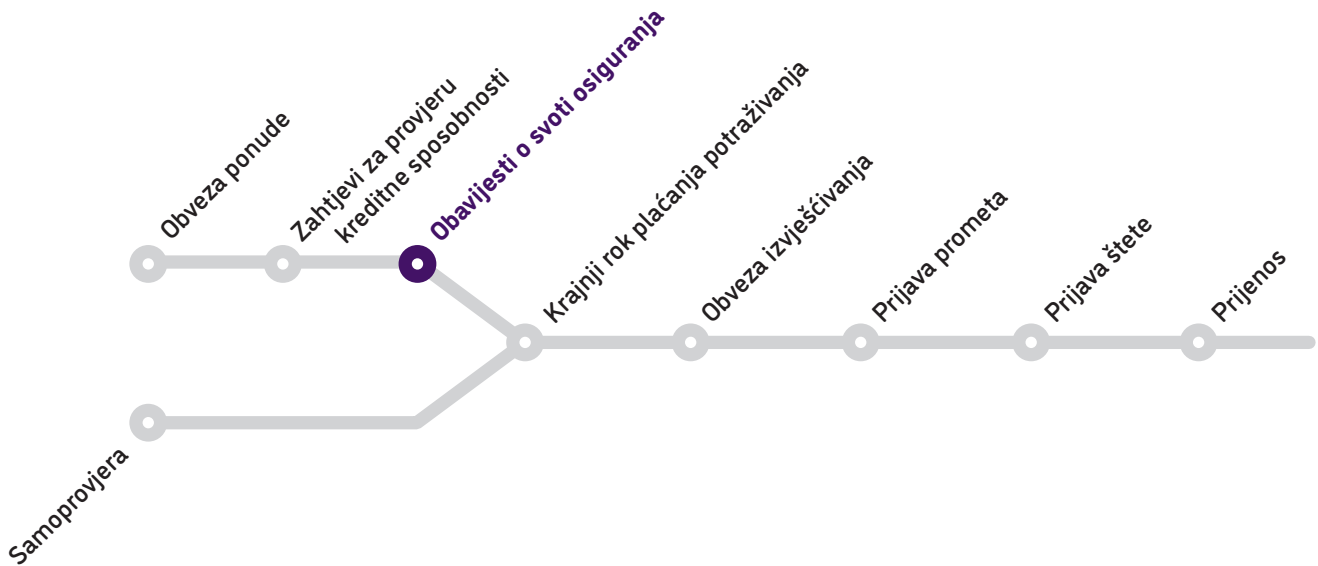 Obveza ponude
Zahtjevi za provjeru
kreditne sposobnosti
Obavijesti o svoti osiguranja
Krajnji rok plaćanja potraživanja
Obveza izvješćivanja
Prijava prometa
Prijava štete
Prijenos
Samoprovjera